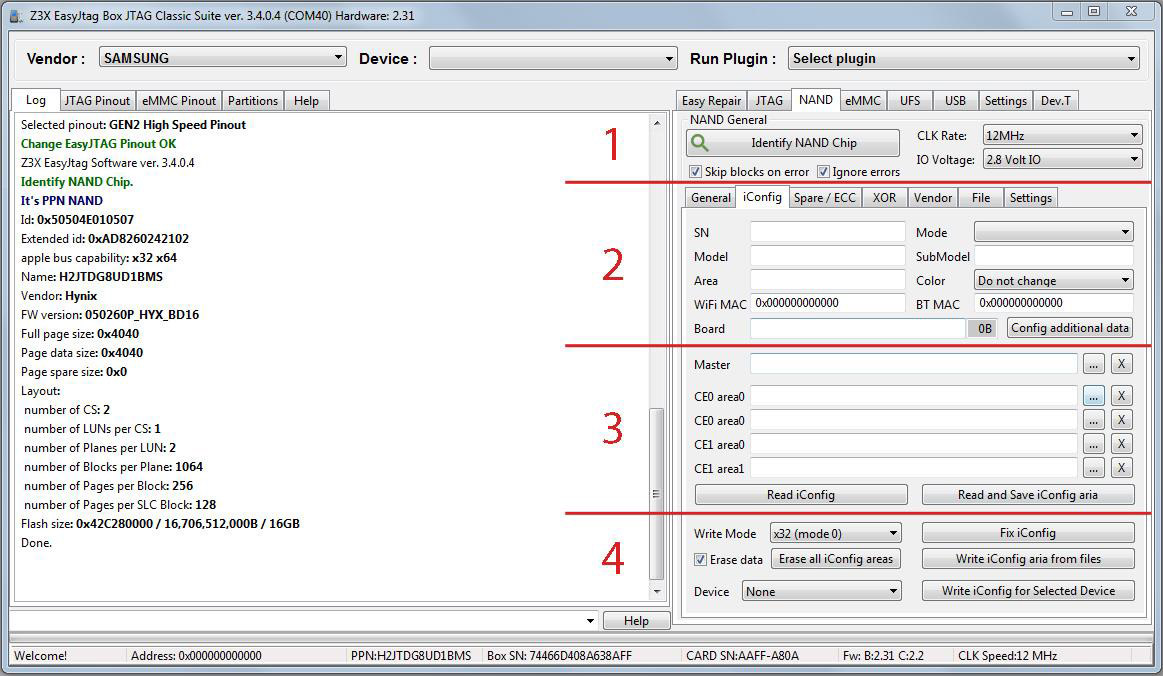 Z3X EasyJtag Box JTAG Classic Suite ver. 3.4.0.4 (COM40) Hardware: 2.31
Vendor : SAMSUNG Device : Run Plugin : Select plugin
Log JTAG Pinout eMMC Pinout Partitions Help
Selected pinout: GEN2 High Speed Pinout
Change EasyJTAG Pinout OK
Z3X EasyJtag Software ver. 3.4.0.4
Identify NAND Chip.
It's PPN NAND
Id: 0x50504E010507
Extended id: 0xAD8260242102
apple bus capability: x32 x64
Name: H2JTDG8UD1BMS
Vendor: Hynix
FW version: 050260P_HYX_BD16
Full page size: 0x4040
Page data size: 0x4040
Page spare size: 0x0
Layout:
number of CS: 2
number of LUNs per CS: 1
number of Planes per LUN: 2
number of Blocks per Plane: 1064
number of Pages per Block: 256
number of Pages per SLC Block: 128
Flash size: 0x42C280000 / 16,706,512,000B / 16GB
Done.
Help
1
2
3
4
Easy Repair JTAG NAND eMMC UFS USB Settings Dev.T
NAND General
Identify NAND Chip CLK Rate: 12MHz
IO Voltage: 2.8 Volt IO
Skip blocks on error Ignore errors
General iConfig Spare / ECC XOR Vendor File Settings
SN Mode
Model SubModel
Area Color Do not change
WiFi MAC 0x000000000000 BT MAC 0x000000000000
Board 0B Config additional data
Master ... X
CE0 area0 ... X
CE0 area0 ... X
CE1 area0 ... X
CE1 area1 ... X
Read iConfig Read and Save iConfig aria
Write Mode x32 (mode 0) Fix iConfig
Erase data Erase all iConfig areas Write iConfig aria from files
Device None Write iConfig for Selected Device
Welcome! Address: 0x000000000000 PPN:H2JTDG8UD1BMS Box SN: 74466D408A638AFF CARD SN:AAFF-A80A Fw: B:2.31 C:2.2 CLK Speed:12 MHz